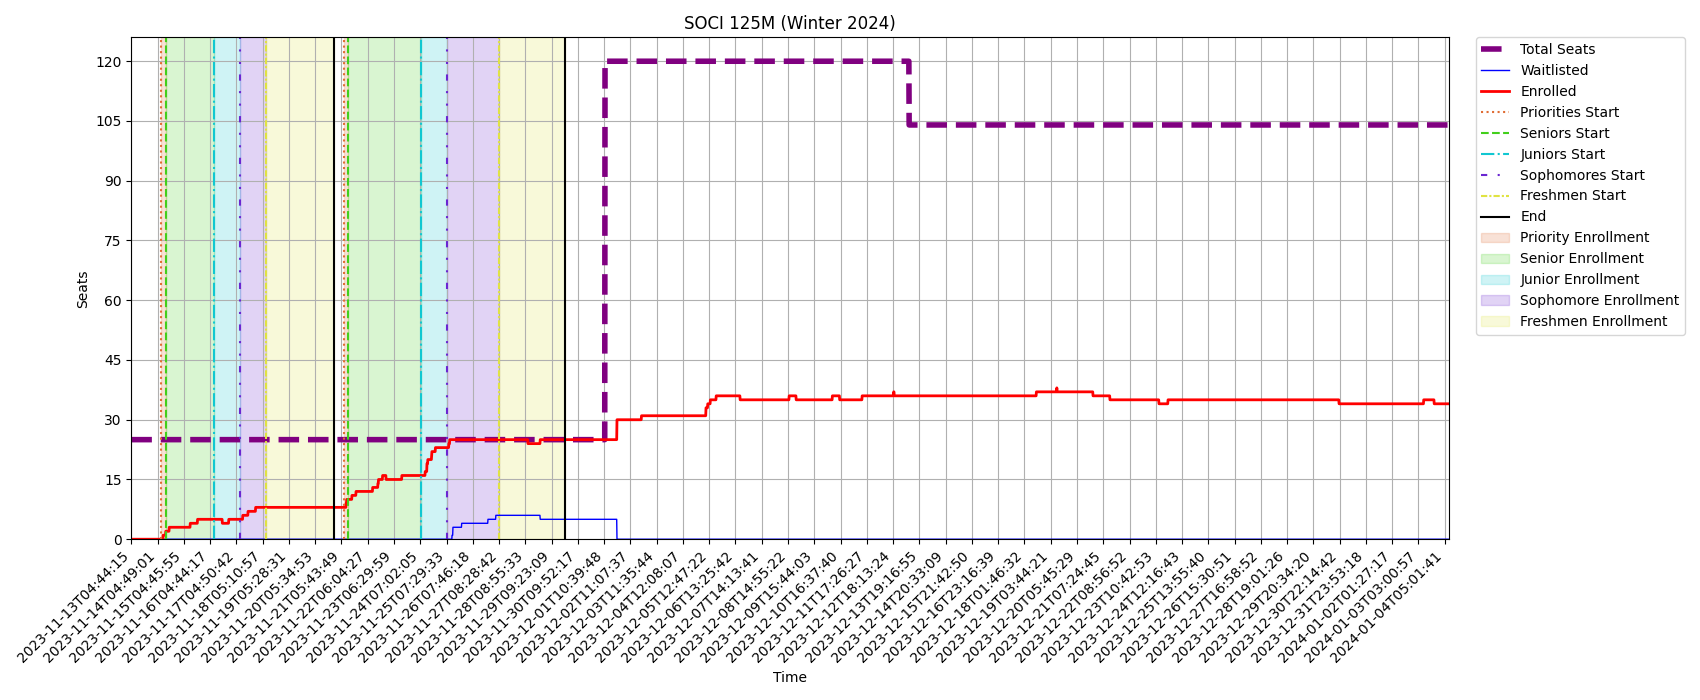 SOCI 125M (Winter 2024)
Seats
120
105
90
75
60
45
30
15
0
2023-11-13T04:44:15
2023-11-14T04:49:01
2023-11-15T04:45:55
2023-11-16T04:44:17
2023-11-17T04:50:42
2023-11-18T05:10:57
2023-11-19T05:28:31
2023-11-20T05:34:53
2023-11-21T05:43:49
2023-11-22T06:04:27
2023-11-23T06:29:59
2023-11-24T07:02:05
2023-11-25T07:29:33
2023-11-26T07:46:18
2023-11-27T08:28:42
2023-11-28T08:55:33
2023-11-29T09:23:09
2023-11-30T09:52:17
2023-12-01T10:39:48
2023-12-02T11:07:37
2023-12-03T11:35:44
2023-12-04T12:08:07
2023-12-05T12:47:22
2023-12-06T13:25:42
2023-12-07T14:13:41
2023-12-08T14:55:22
2023-12-09T15:44:03
2023-12-10T16:37:40
2023-12-11T17:26:27
2023-12-12T18:13:24
2023-12-13T19:16:55
2023-12-14T20:33:09
2023-12-15T21:42:50
2023-12-16T23:16:39
2023-12-18T01:46:32
2023-12-19T03:44:21
2023-12-20T05:45:29
2023-12-21T07:24:45
2023-12-22T08:56:52
2023-12-23T10:42:53
2023-12-24T12:16:43
2023-12-25T13:55:40
2023-12-26T15:30:51
2023-12-27T16:58:52
2023-12-28T19:01:26
2023-12-29T20:34:20
2023-12-30T22:14:42
2023-12-31T23:53:18
2024-01-02T01:27:17
2024-01-03T03:00:57
2024-01-04T05:01:41
Time
Total Seats
Waitlisted
Enrolled
Priorities Start
Seniors Start
Juniors Start
Sophomores Start
Freshmen Start
End
Priority Enrollment
Senior Enrollment
Junior Enrollment
Sophomore Enrollment
Freshmen Enrollment